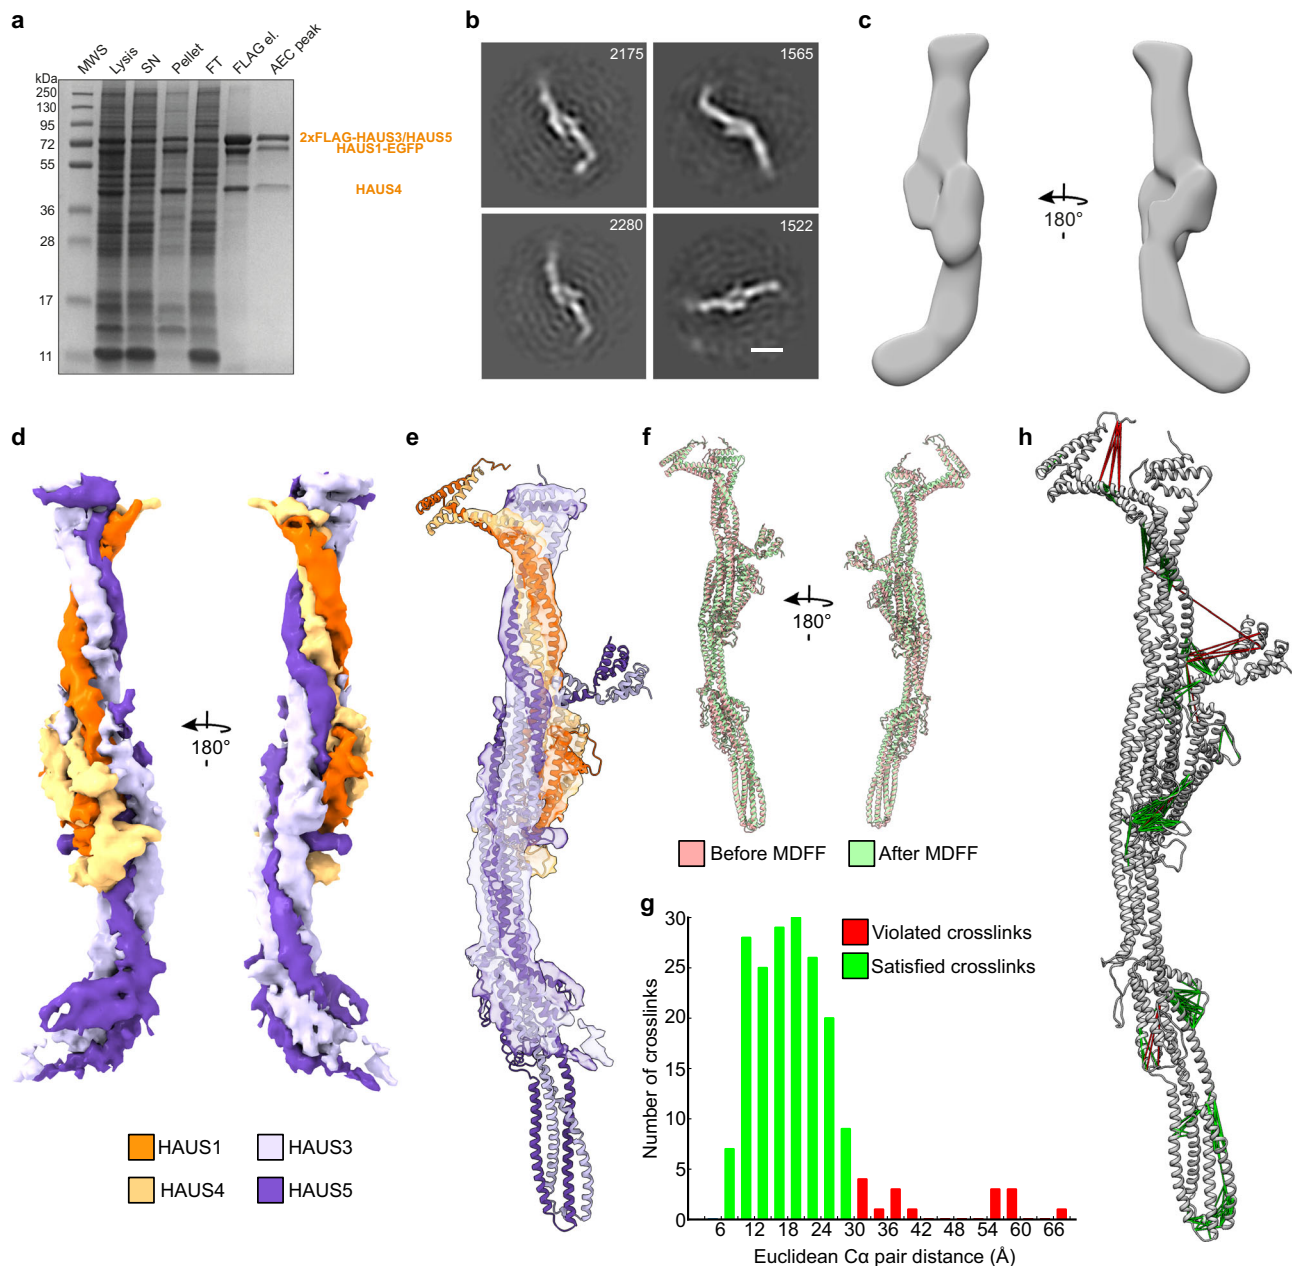 a
MWS
Lysis
SN
Pellet
FT
FLAG el.
AEC peak
kDa
250
130
95
72
55
36
28
17
11
2xFLAG-HAUS3/HAUS5
HAUS1-EGFP
HAUS4
b
2175
1565
2280
1522
c
180°
d
180°
HAUS1
HAUS3
HAUS4
HAUS5
e
f
180°
Before MDFF
After MDFF
g
Number of crosslinks
30
25
20
15
10
5
0
6 12 18 24 30 36 42 48 54 60 66
Euclidean Cα pair distance (Å)
Violated crosslinks
Satisfied crosslinks
h